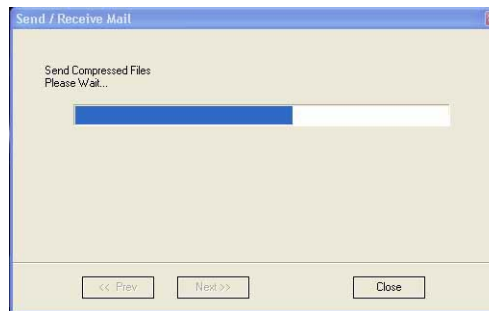 Send / Receive Mail
Send Compressed Files
Please Wait...
<< Prev
Next >>
Close